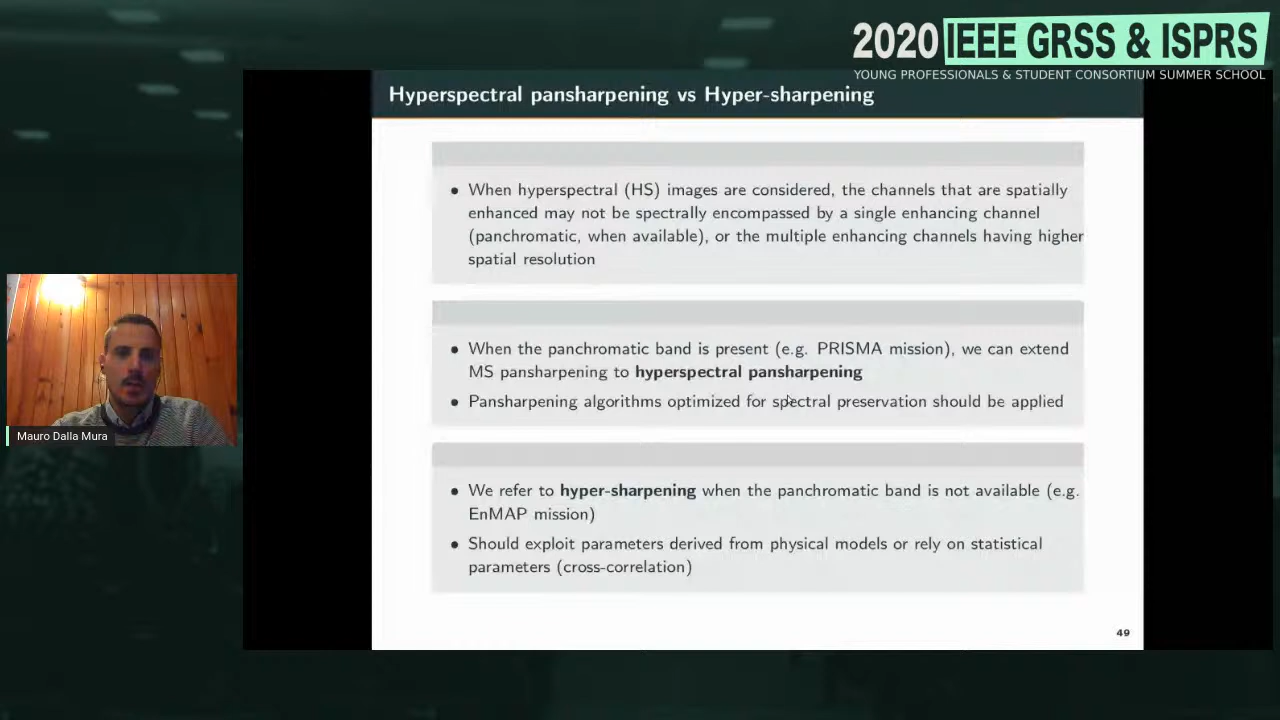 2020 IEEE GRSS & ISPRS
YOUNG PROFESSIONALS & STUDENT CONSORTIUM SUMMER SCHOOL
Hyperspectral pansharpening vs Hyper-sharpening
• When hyperspectral (HS) images are considered, the channels that are spatially
enhanced may not be spectrally encompassed by a single enhancing channel
(panchromatic, when available), or the multiple enhancing channels having higher
spatial resolution
• When the panchromatic band is present (e.g. PRISMA mission), we can extend
MS pansharpening to hyperspectral pansharpening
• Pansharpening algorithms optimized for spectral preservation should be applied
• We refer to hyper-sharpening when the panchromatic band is not available (e.g.
EnMAP mission)
• Should exploit parameters derived from physical models or rely on statistical
parameters (cross-correlation)
49
Mauro Dalla Mura